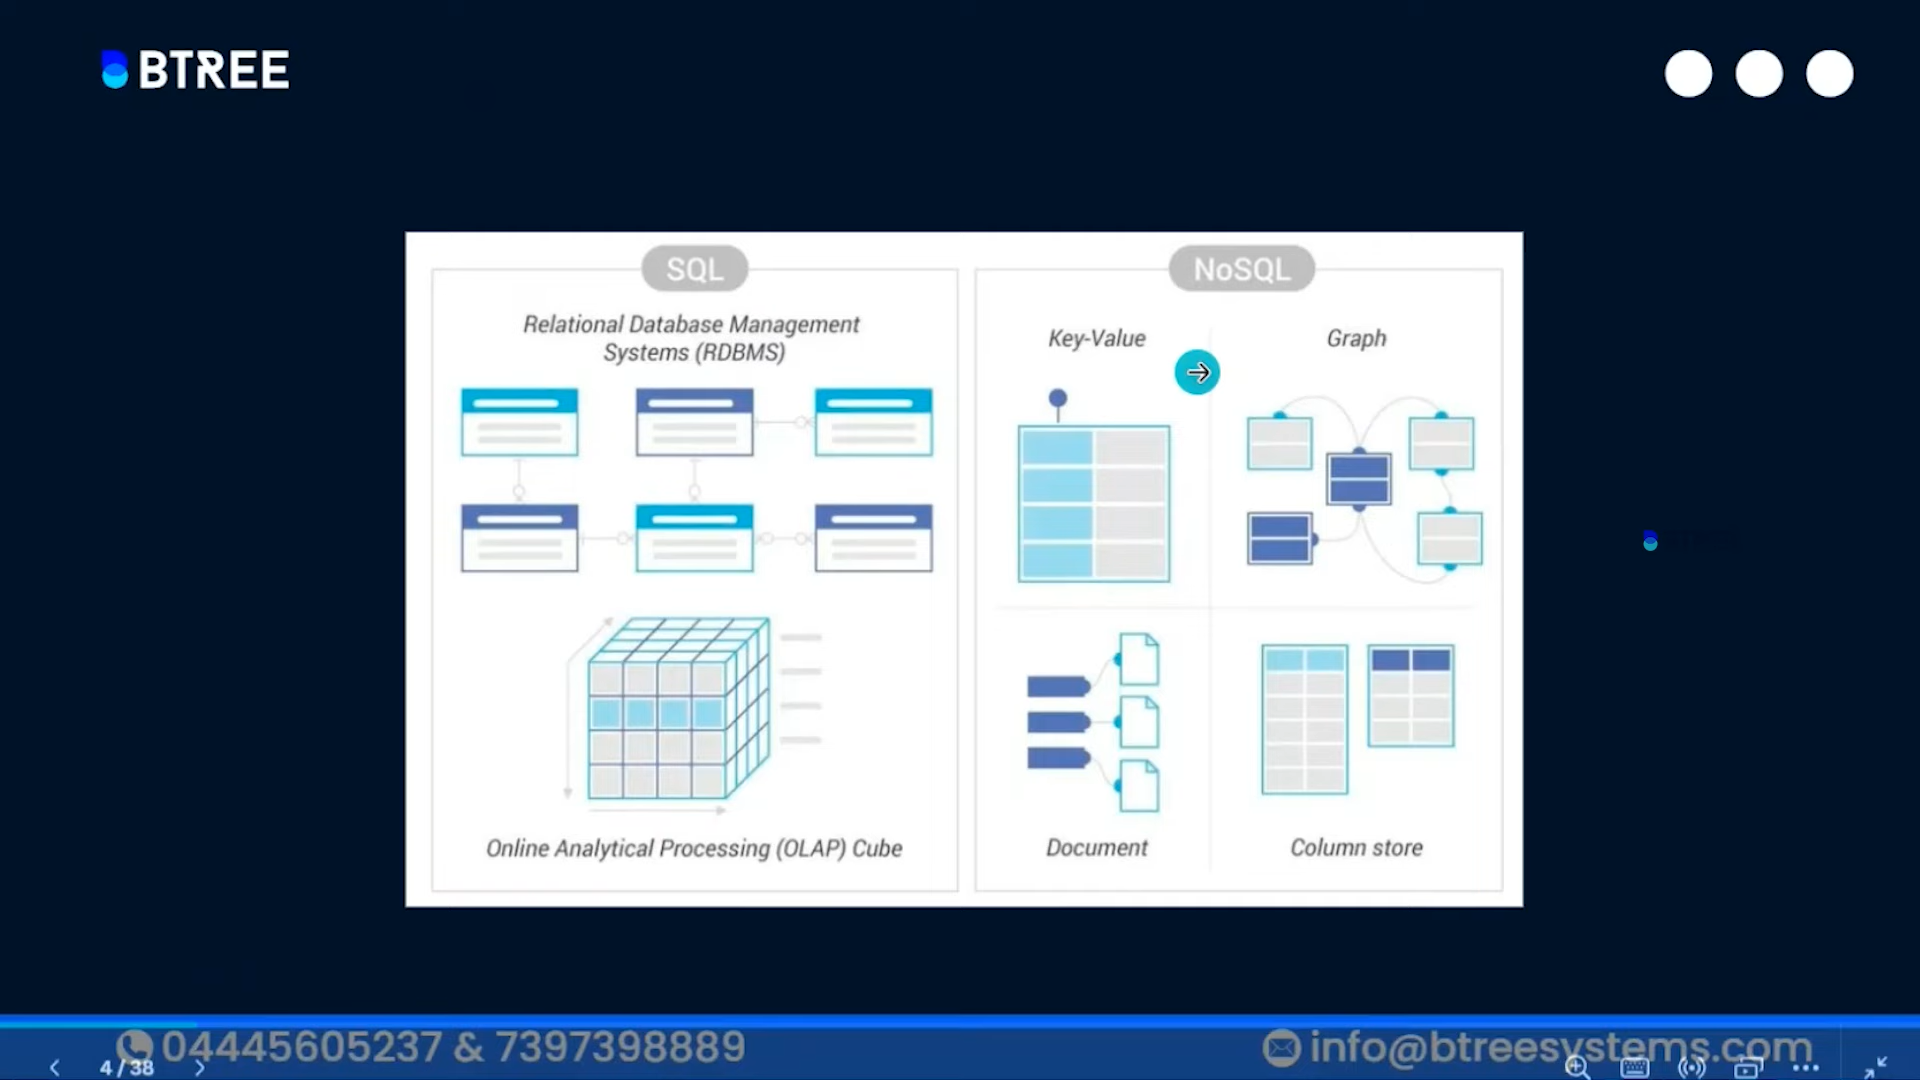 BTREE
SQL
Relational Database Management
Systems (RDBMS)
Online Analytical Processing (OLAP) Cube
NoSQL
Key-Value
Graph
Document
Column store
04445605237 & 7397398889
info@btreesystems.com
4 / 38